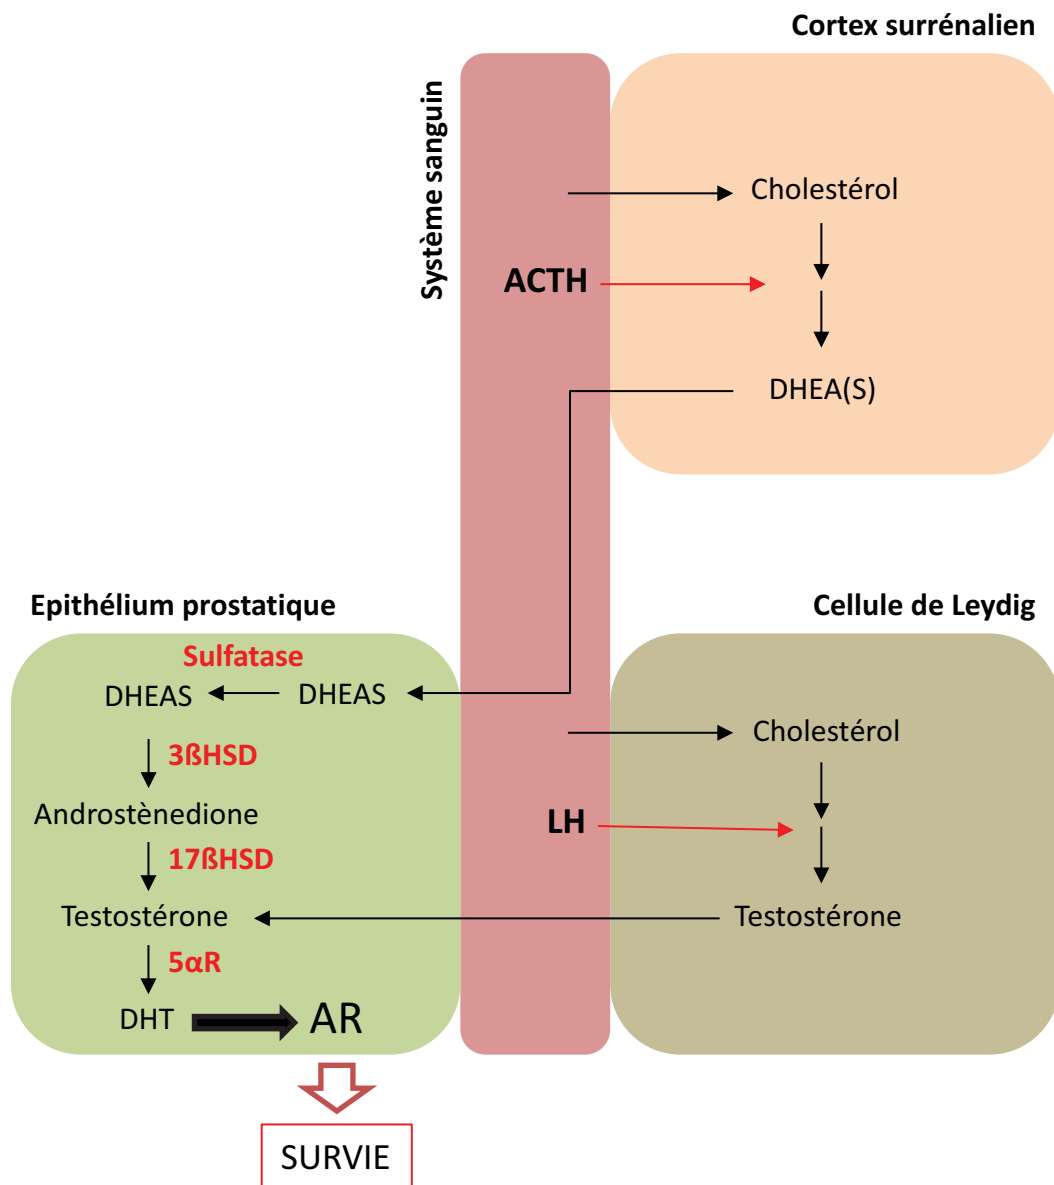 Cortex surrénalien
Système sanguin
Cholestérol
ACTH
DHEA(S)
Epithélium prostatique
Cellule de Leydig
Sulfatase
DHEAS
DHEAS
3ßHSD
Androstènedione
17ßHSD
Testostérone
5αR
DHT
AR
Cholestérol
LH
Testostérone
SURVIE